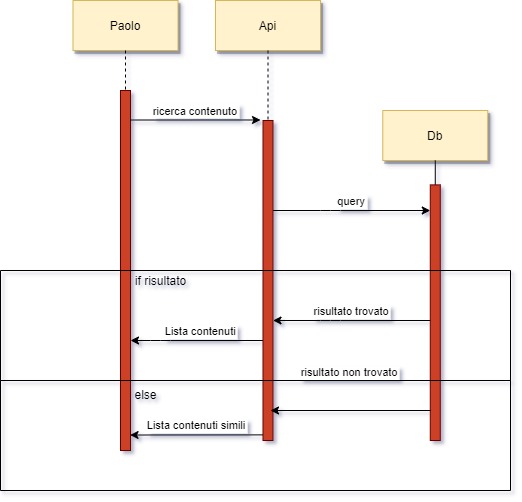 Paolo
Api
ricerca contenuto
Db
query
if risultato
risultato trovato
Lista contenuti
risultato non trovato
else
Lista contenuti simili